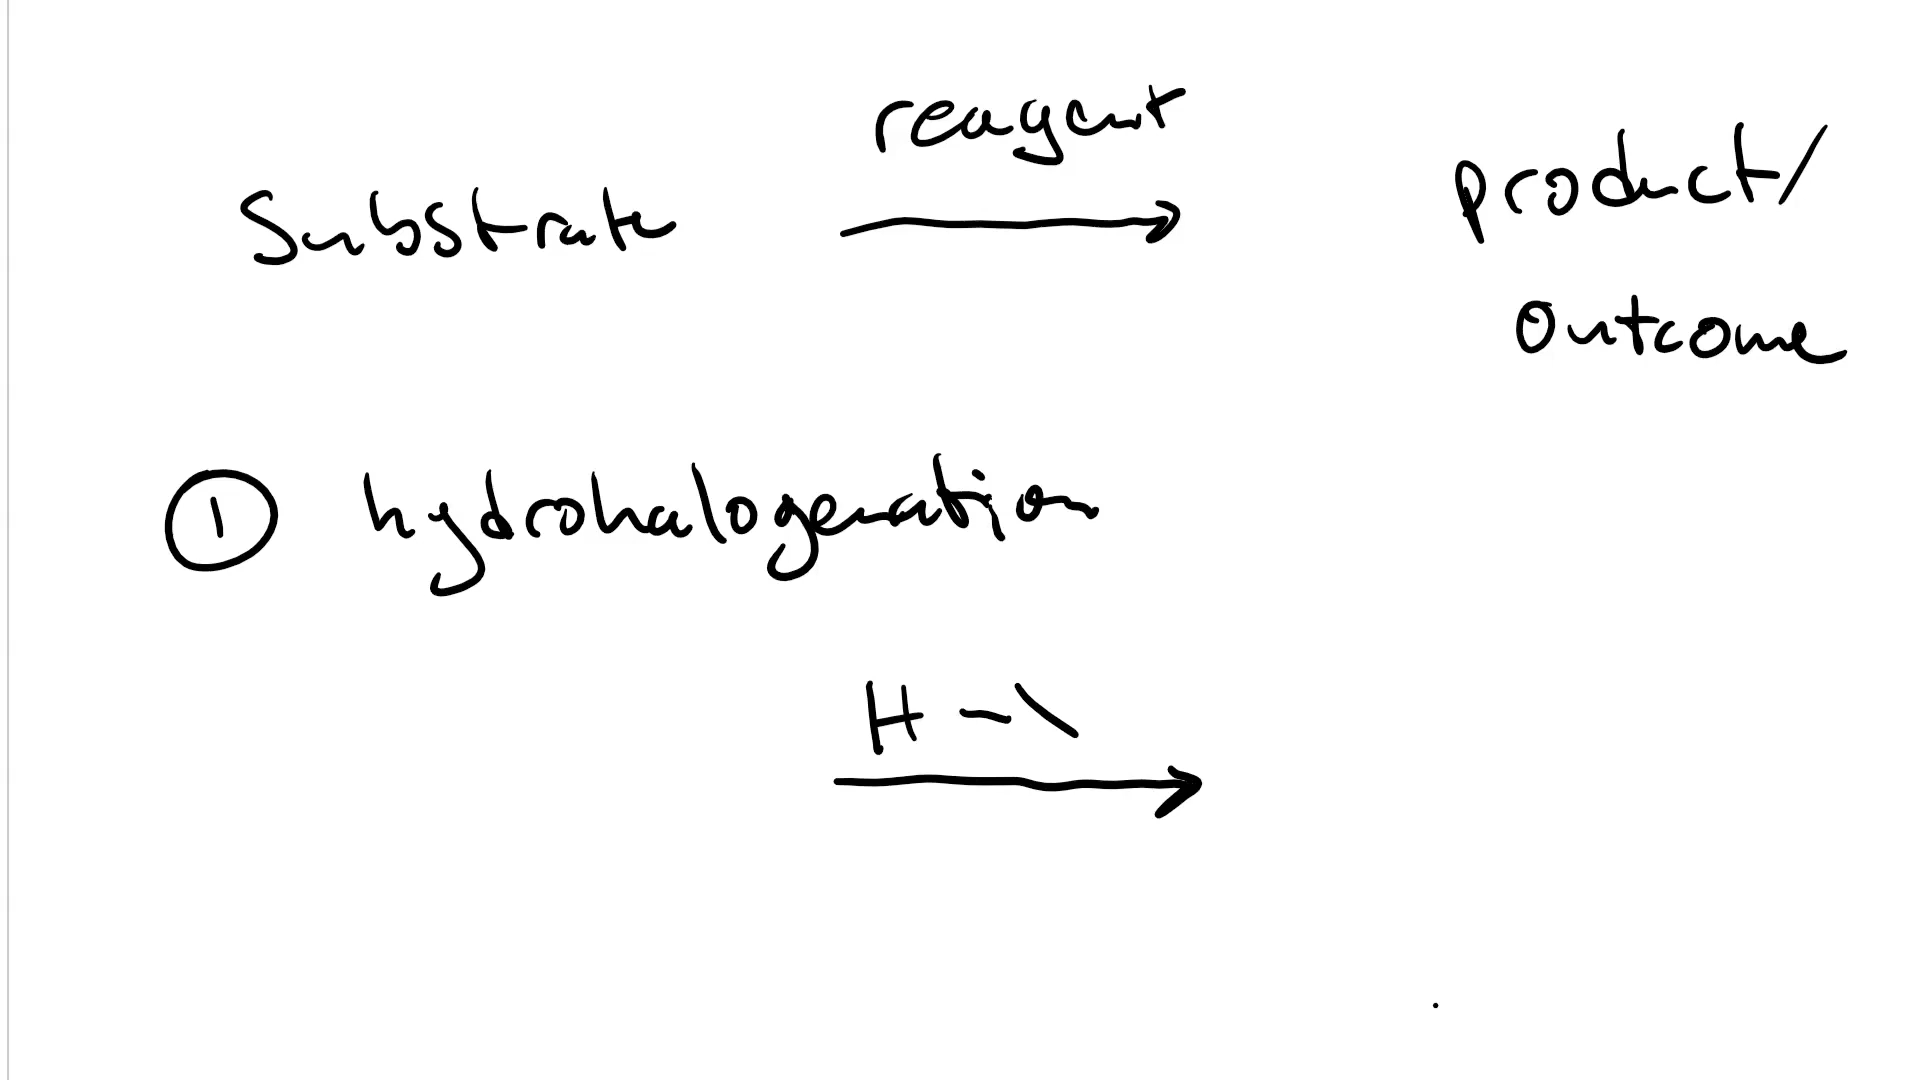 reagent
Substrate → product/
outcome
① hydrohalogenation
H - \